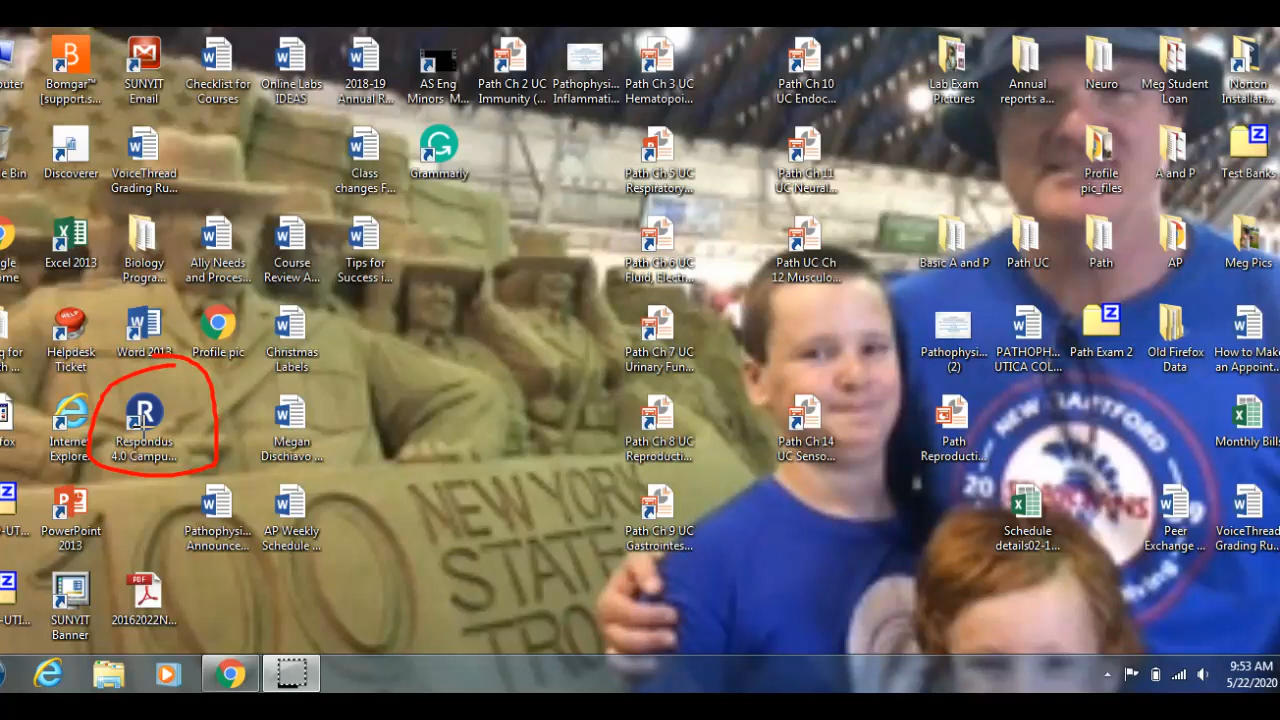 Bomgar™
[support.s...
SUNYIT
Email
Checklist for
Courses
Online Labs
IDEAS
2018-19
Annual R...
AS Eng
Minors_M...
Path Ch 2 UC
Immunity (...
Pathophysi...
Inflammati...
Path Ch 3 UC
Hematopoi...
Path Ch 10
UC Endoc...
Lab Exam
Pictures
Annual
reports a...
Neuro
Meg Student
Loan
Norton
Installati...
Discoverer
VoiceThread
Grading Ru...
Class
changes F...
Grammarly
Path Ch 5 UC
Respiratory...
Path Ch11
UC Neural...
Profile
pic_files
A and P
Test Banks
Excel 2013
Biology
Progra...
Ally Needs
and Proces...
Course
Review A...
Tips for
Success i...
Path Ch 6 UC
Fluid, Electr...
Path UC Ch
12 Musculo...
Basic A and P
Path UC
Path
AP
Meg Pics
Helpdesk
Ticket
Word 2013
Profile pic
Christmas
Labels
Path Ch 7 UC
Urinary Fun...
Pathophysi...
(2)
PATHOPH...
UTICA COL...
Path Exam 2
Old Firefox
Data
How to Make
an Appoint...
Internet
Explorer
Respondus
4.0 Campu...
Megan
Dischiavo ...
Path Ch 8 UC
Reproducti...
Path Ch 14
UC Senso...
Path
Reproducti...
Monthly Bills
PowerPoint
2013
Pathophysi...
Announce...
AP Weekly
Schedule ...
Path Ch 9 UC
Gastrointes...
Schedule
details02-1...
Peer
Exchange ...
VoiceThread
Grading Ru...
SUNYIT
Banner
20162022N...
100
NEW YORK
STATE
9:53 AM
5/22/2020